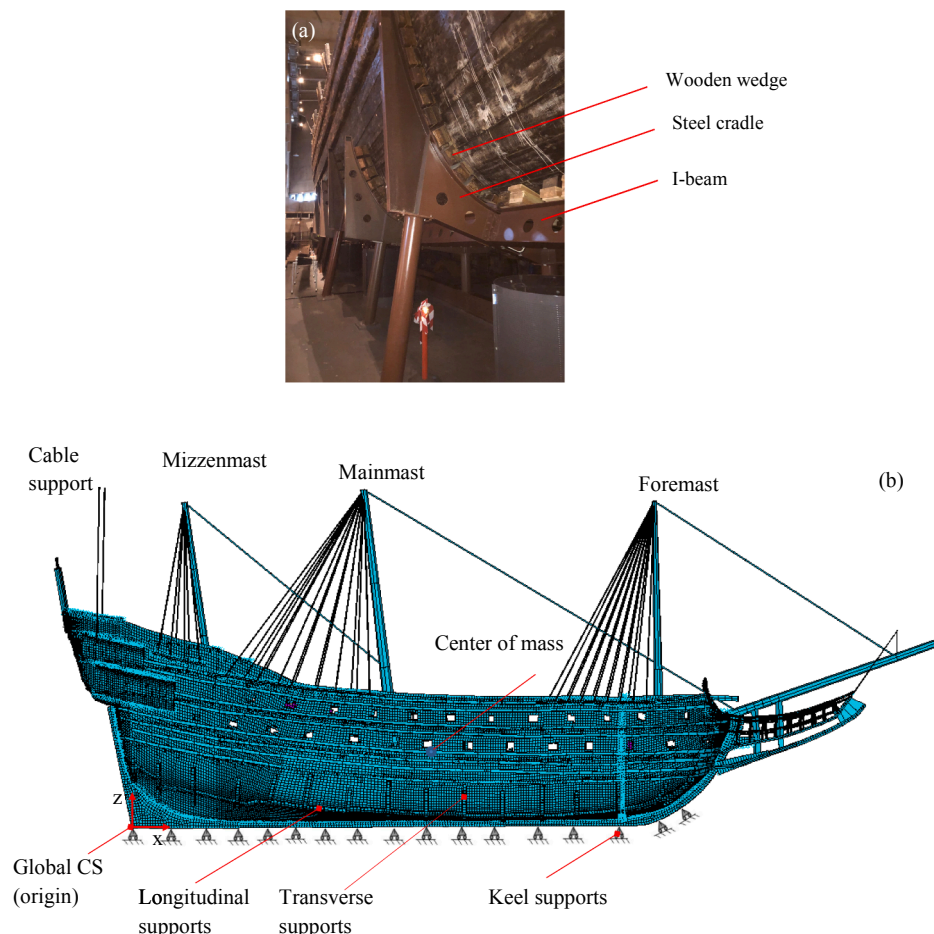 (a)
Wooden wedge
Steel cradle
I-beam
Cable
support
Mizzenmast
Mainmast
Foremast
(b)
Center of mass
z
x
Global CS
(origin)
Longitudinal
supports
Transverse
supports
Keel supports